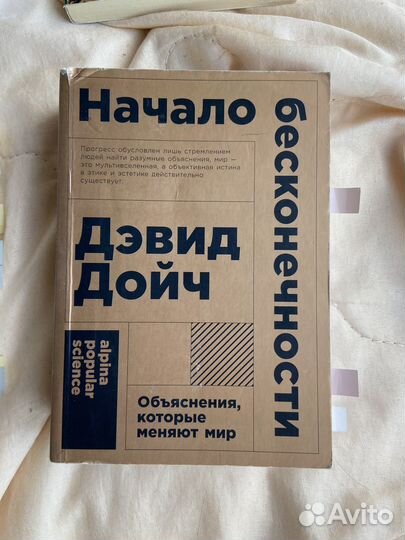 Начало
бесконечности
Прогресс обусловлен лишь стремлением
людей найти разумные объяснения, мир —
это мультивселенная, а объективная истина
в этике и эстетике действительно
существует.
Дэвид
Дойч
alpina
popular
science
Объяснения,
которые
меняют мир
Avito